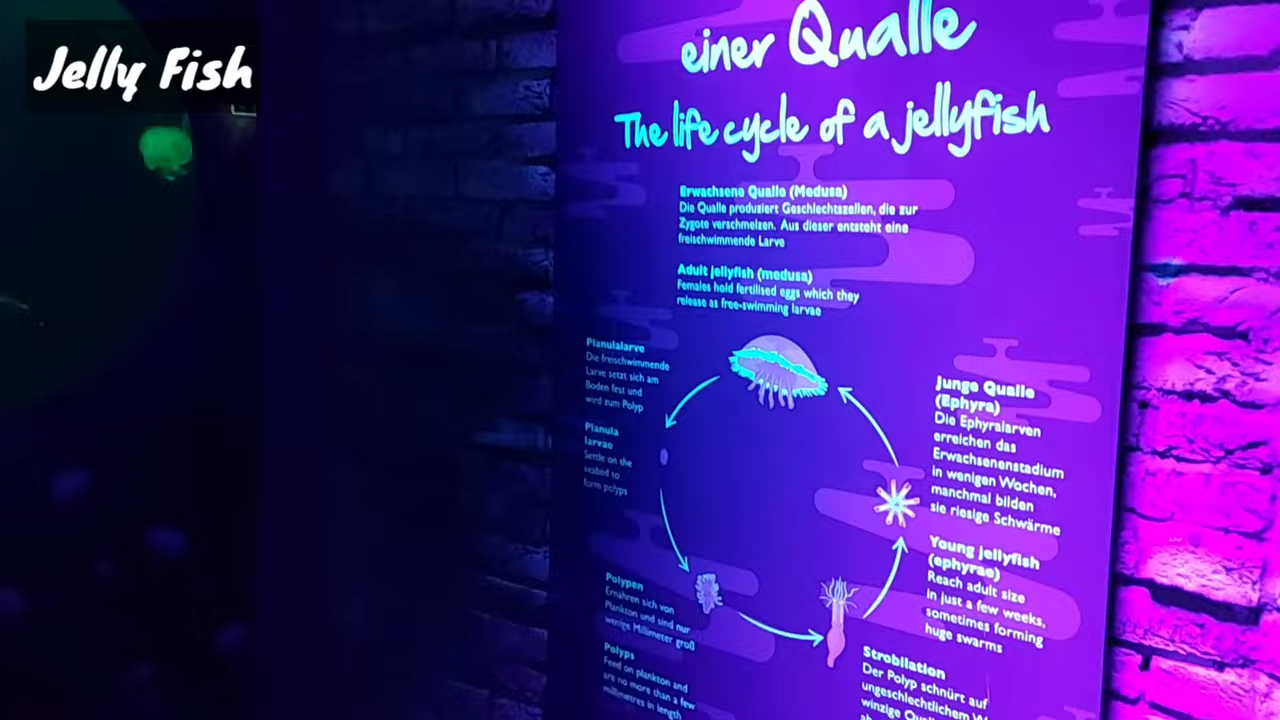 Jelly Fish
einer Qualle
The life cycle of a jellyfish
Erwachsene Qualle (Medusa)
Die Qualle produziert Geschlechtszellen, die zur
Zygote verschmelzen. Aus dieser entsteht eine
freischwimmende Larve
Adult jellyfish (medusa)
Females hold fertilised eggs which they
release as free-swimming larvae
Planulalarve
Die freischwimmende
Larve setzt sich am
Boden fest und
wird zum Polyp
Planula
larvae
Settle on the
seabed to
form polyps
Junge Qualle
(Ephyra)
Die Ephyralarven
erreichen das
Erwachsenenstadium
in wenigen Wochen,
manchmal bilden
sie riesige Schwärme
Young jellyfish
(ephyrae)
Reach adult size
in just a few weeks,
sometimes forming
huge swarms
Polypen
Ernähren sich von
Plankton und sind nur
wenige Millimeter groß
Polyps
Feed on plankton and
are no more than a few
millimetres in length
Strobilation
Der Polyp schnürt auf
ungeschlechtlichem W
winzige Qual